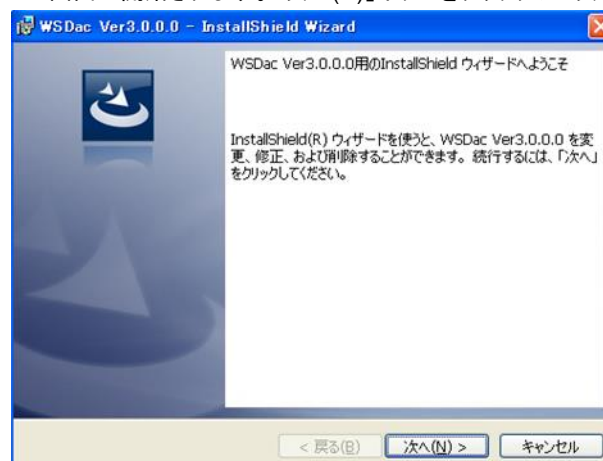 WSDac Ver3.0.0.0 - InstallShield Wizard
WSDac Ver3.0.0.0用のInstallShield ウィザードへようこそ
InstallShield(R) ウィザードを使うと、WSDac Ver3.0.0.0 を変
更、修正、および削除することができます。続行するには、「次へ」
をクリックしてください。
< 戻る(B)
次へ(N) >
キャンセル